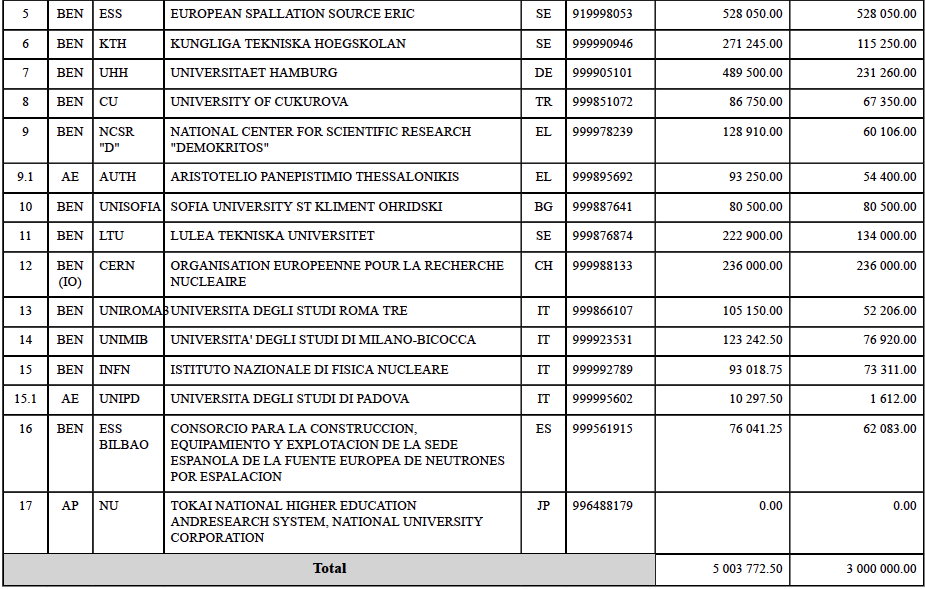 5 BEN ESS EUROPEAN SPALLATION SOURCE ERIC SE 919998053 528 050.00 528 050.00
6 BEN KTH KUNGLIGA TEKNISKA HOEGSKOLAN SE 999990946 271 245.00 115 250.00
7 BEN UHH UNIVERSITAET HAMBURG DE 999905101 489 500.00 231 260.00
8 BEN CU UNIVERSITY OF CUKUROVA TR 999851072 86 750.00 67 350.00
9 BEN NCSR NATIONAL CENTER FOR SCIENTIFIC RESEARCH EL 999978239 128 910.00 60 106.00
"D" "DEMOKRITOS"
9.1 AE AUTH ARISTOTELIO PANEPISTIMIO THESSALONIKIS EL 999895692 93 250.00 54 400.00
10 BEN UNISOFIA SOFIA UNIVERSITY ST KLIMENT OHRIDSKI BG 999887641 80 500.00 80 500.00
11 BEN LTU LULEA TEKNISKA UNIVERSITET SE 999876874 222 900.00 134 000.00
12 BEN CERN ORGANISATION EUROPEENNE POUR LA RECHERCHE CH 999988133 236 000.00 236 000.00
(IO) NUCLEAIRE
13 BEN UNIROMA3 UNIVERSITA DEGLI STUDI ROMA TRE IT 999866107 105 150.00 52 206.00
14 BEN UNIMIB UNIVERSITA' DEGLI STUDI DI MILANO-BICOCCA IT 999923531 123 242.50 76 920.00
15 BEN INFN ISTITUTO NAZIONALE DI FISICA NUCLEARE IT 999992789 93 018.75 73 311.00
15.1 AE UNIPD UNIVERSITA DEGLI STUDI DI PADOVA IT 999995602 10 297.50 1 612.00
16 BEN ESS CONSORCIO PARA LA CONSTRUCCION, ES 999561915 76 041.25 62 083.00
BILBAO EQUIPAMIENTO Y EXPLOTACION DE LA SEDE
ESPANOLA DE LA FUENTE EUROPEA DE NEUTRONES
POR ESPALACION
17 AP NU TOKAI NATIONAL HIGHER EDUCATION JP 996488179 0.00 0.00
ANDRESEARCH SYSTEM, NATIONAL UNIVERSITY
CORPORATION
Total 5 003 772.50 3 000 000.00